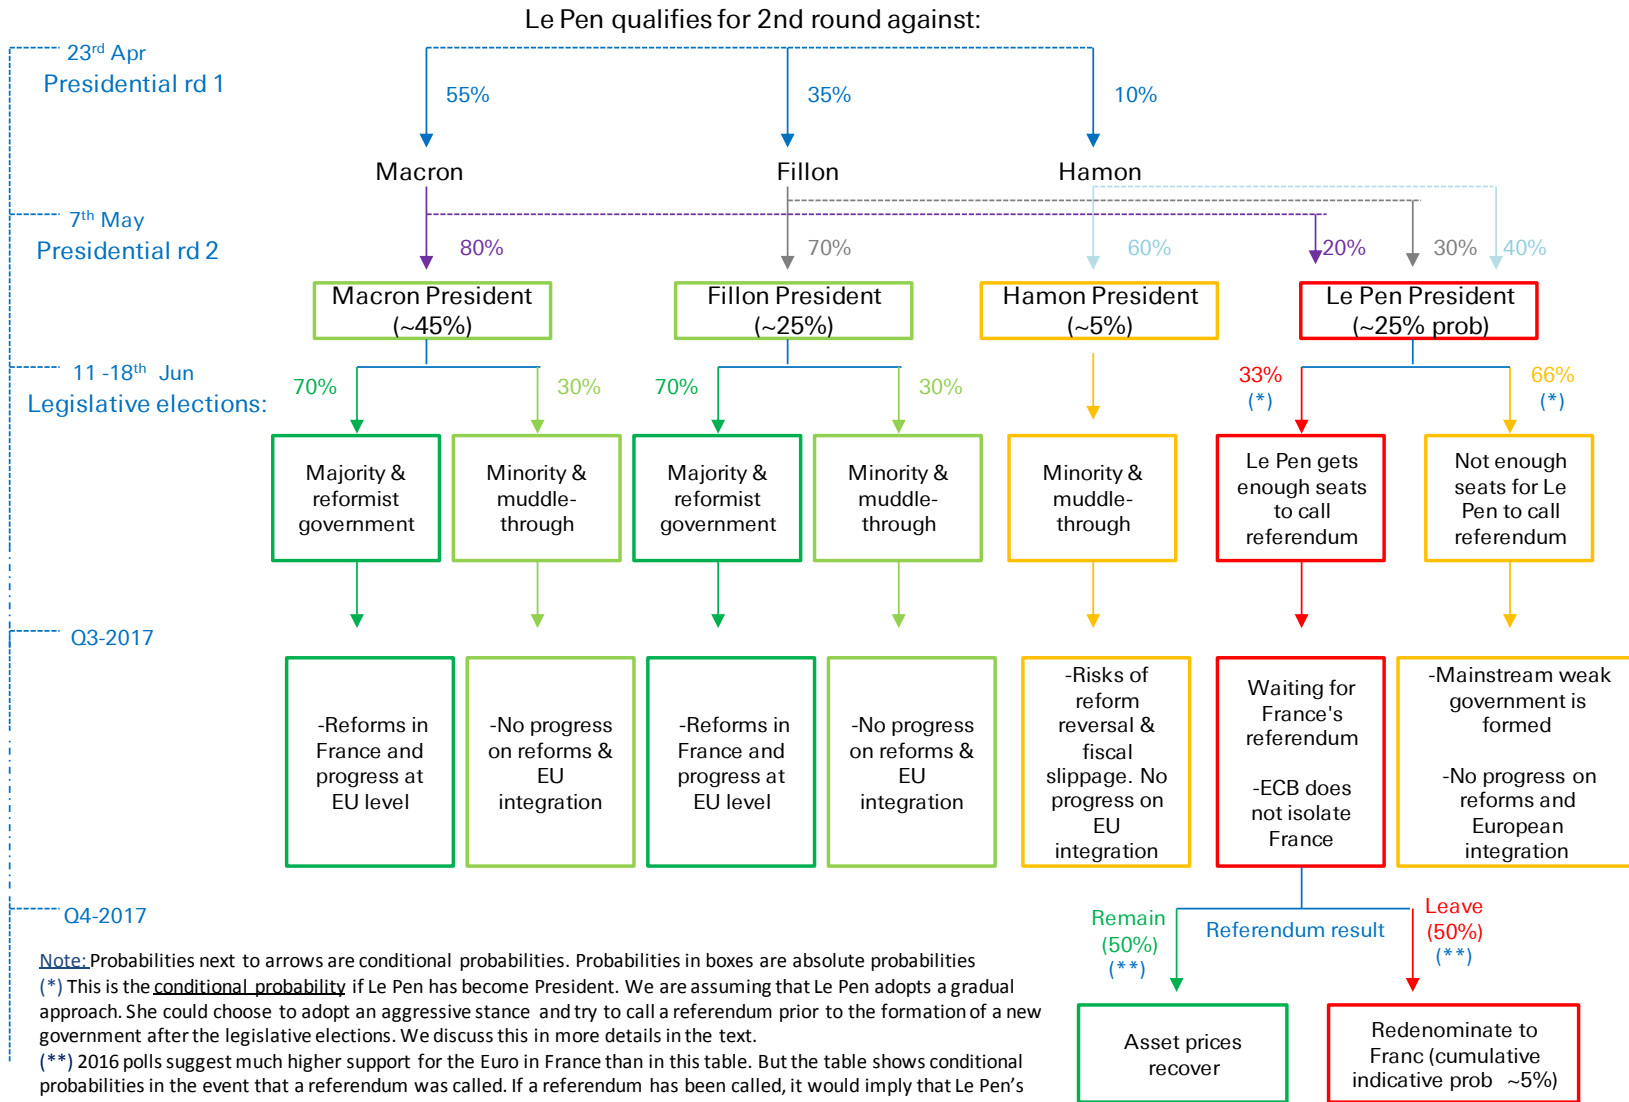 Le Pen qualifies for 2nd round against:
23rd Apr
Presidential rd 1
55%
35%
10%
Macron
Fillon
Hamon
7th May
Presidential rd 2
80%
70%
60%
20%
30%
40%
Macron President
(~45%)
Fillon President
(~25%)
Hamon President
(~5%)
Le Pen President
(~25% prob)
11 -18th Jun
Legislative elections:
70%
30%
70%
30%
33%
(*)
66%
(*)
Majority &
reformist
government
Minority &
muddle-
through
Majority &
reformist
government
Minority &
muddle-
through
Minority &
muddle-
through
Le Pen gets
enough seats
to call
referendum
Not enough
seats for Le
Pen to call
referendum
Q3-2017
-Reforms in
France and
progress at
EU level
-No progress
on reforms &
EU
integration
-Reforms in
France and
progress at
EU level
-No progress
on reforms &
EU
integration
-Risks of
reform
reversal &
fiscal
slippage. No
progress on
EU
integration
Waiting for
France's
referendum
-ECB does
not isolate
France
-Mainstream weak
government is
formed
-No progress on
reforms and
European
integration
Q4-2017
Remain
(50%)
(**)
Referendum result
Leave
(50%)
(**)
Asset prices
recover
Redenominate to
Franc (cumulative
indicative prob ~5%)
Note: Probabilities next to arrows are conditional probabilities. Probabilities in boxes are absolute probabilities
(*) This is the conditional probability if Le Pen has become President. We are assuming that Le Pen adopts a gradual
approach. She could choose to adopt an aggressive stance and try to call a referendum prior to the formation of a new
government after the legislative elections. We discuss this in more details in the text.
(**) 2016 polls suggest much higher support for the Euro in France than in this table. But the table shows conditional
probabilities in the event that a referendum was called. If a referendum has been called, it would imply that Le Pen's